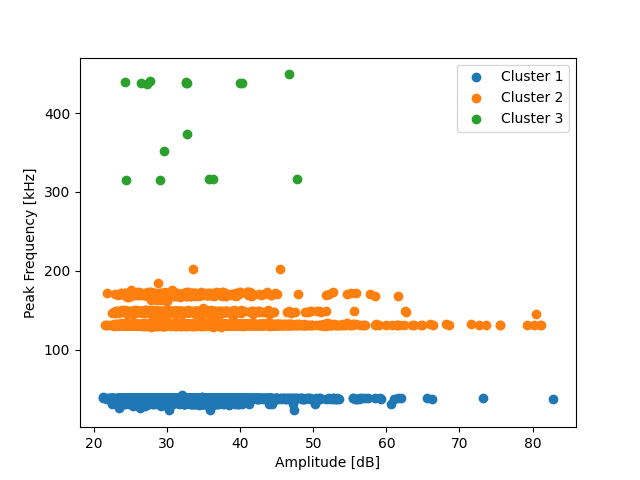 Cluster 1
Cluster 2
Cluster 3
400
300
200
100
Peak Frequency [kHz]
20 30 40 50 60 70 80
Amplitude [dB]